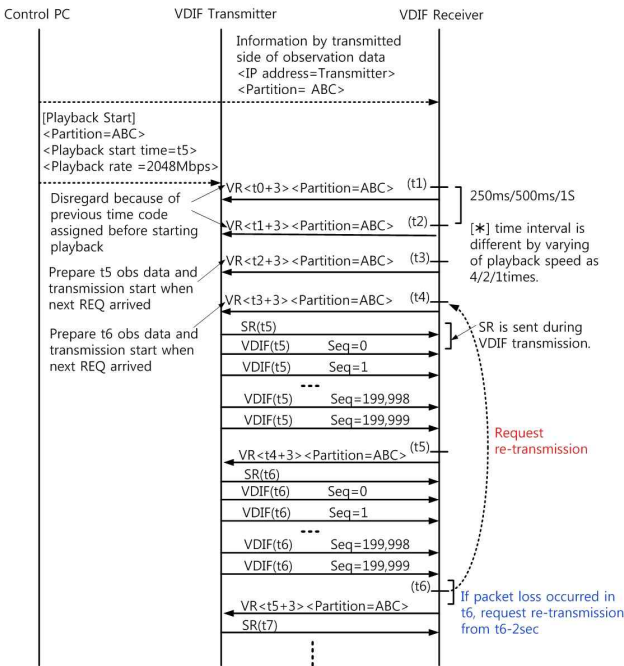 Control PC
VDIF Transmitter
VDIF Receiver
Information by transmitted
side of observation data
<IP address=Transmitter>
<Partition= ABC>
[Playback Start]
<Partition=ABC>
<Playback start time=t5>
<Playback rate =2048Mbps>
VR<t0+3><Partition=ABC>
(t1)
Disregard because of
previous time code
assigned before starting
playback
250ms/500ms/1S
VR<t1+3><Partition=ABC>
(t2)
[*] time interval is
different by varying
of playback speed as
4/2/1times.
VR<t2+3><Partition=ABC>
(t3)
Prepare t5 obs data and
transmission start when
next REQ arrived
VR<t3+3><Partition=ABC>
(t4)
Prepare t6 obs data and
transmission start when
next REQ arrived
SR(t5)
SR is sent during
VDIF transmission.
VDIF(t5) Seq=0
VDIF(t5) Seq=1
VDIF(t5) Seq=199,998
VDIF(t5) Seq=199,999
Request
re-transmission
VR<t4+3><Partition=ABC>
(t5)
SR(t6)
VDIF(t6) Seq=0
VDIF(t6) Seq=1
VDIF(t6) Seq=199,998
VDIF(t6) Seq=199,999
(t6)
If packet loss occurred in
t6, request re-transmission
from t6-2sec
VR<t5+3><Partition=ABC>
SR(t7)